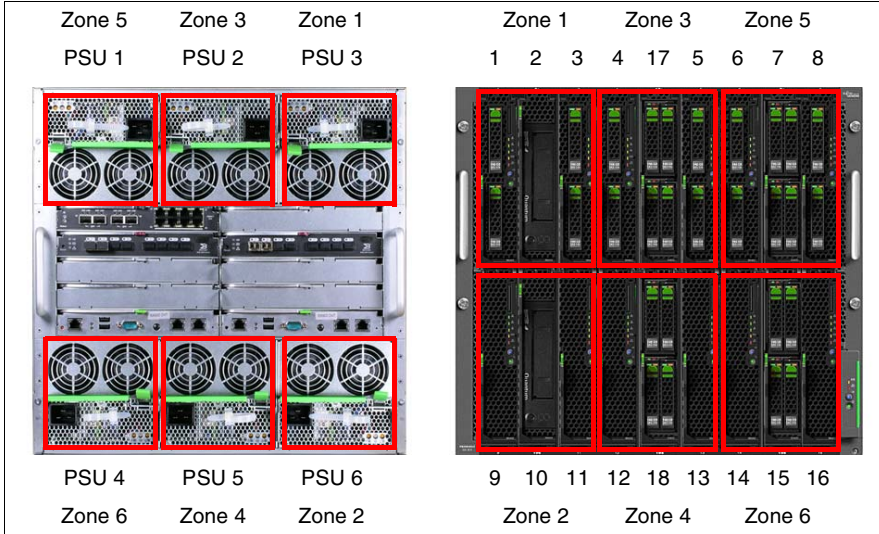 Zone 5 Zone 3 Zone 1
PSU 1 PSU 2 PSU 3
PSU 4 PSU 5 PSU 6
Zone 6 Zone 4 Zone 2
Zone 1 Zone 3 Zone 5
1 2 3 4 17 5 6 7 8
Quantum
Quantum
9 10 11 12 18 13 14 15 16
Zone 2 Zone 4 Zone 6